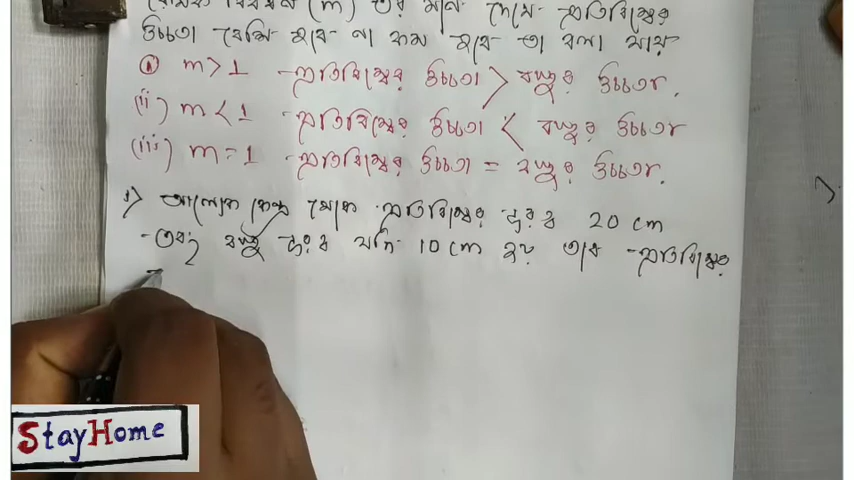 রৈখিক বিবর্ধন (m) এর মান দেখে প্রতিবিম্বের
উচ্চতা বেশি হবে না কম হবে তা বলা যায়
(i) m > 1 প্রতিবিম্বের উচ্চতা > বস্তুর উচ্চতা.
(ii) m < 1 প্রতিবিম্বের উচ্চতা < বস্তুর উচ্চতা
(iii) m = 1 প্রতিবিম্বের উচ্চতা = বস্তুর উচ্চতা.
১) আলোক কেন্দ্র থেকে প্রতিবিম্বের দূরত্ব 20 cm
এবং বস্তু দূরত্ব যদি 10 cm হয় তবে প্রতিবিম্বের
StayHome